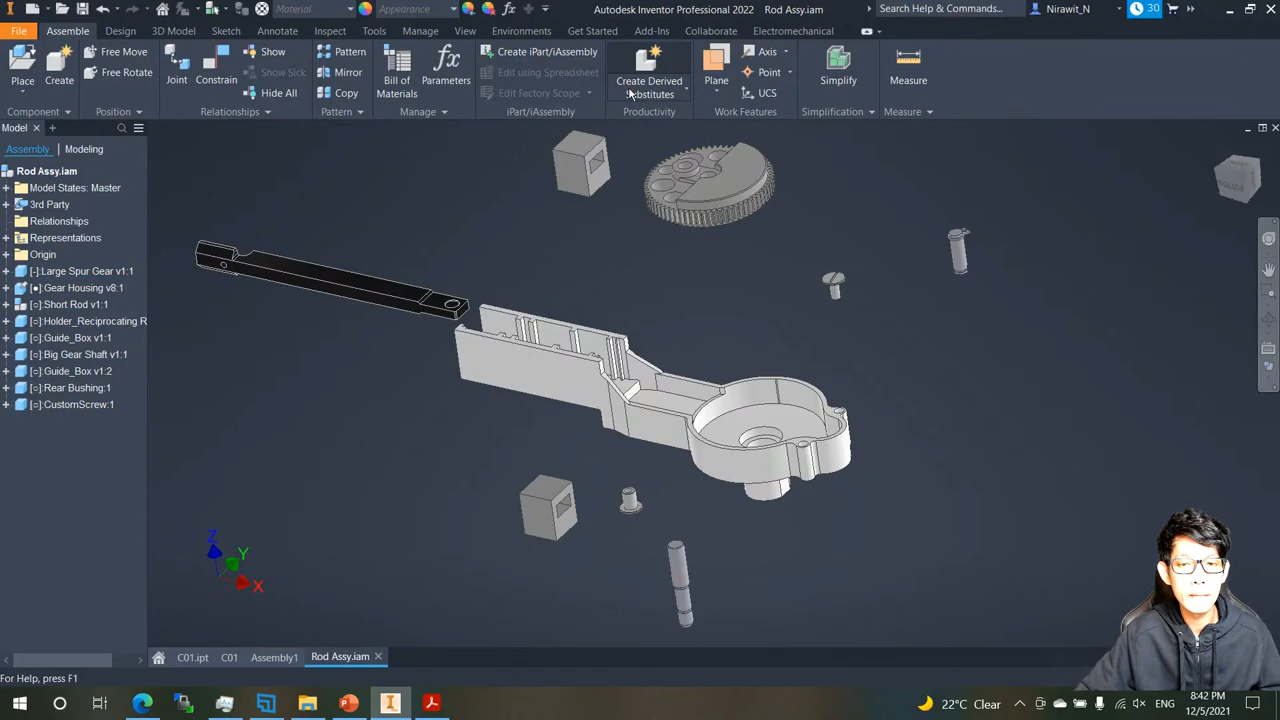 Material
Appearance
fx
Autodesk Inventor Professional 2022 Rod Assy.iam
Search Help & Commands...
Nirawit_N
30
File Assemble Design 3D Model Sketch Annotate Inspect Tools Manage View Environments Get Started Add-Ins Collaborate Electromechanical
Place
Create
Free Move
Free Rotate
Joint
Constrain
Show
Show Sick
Hide All
Pattern
Mirror
Copy
Bill of
Materials
fx
Parameters
Create iPart/iAssembly
Edit using Spreadsheet
Edit Factory Scope
Create Derived
Substitutes
Plane
Axis
Point
UCS
Simplify
Measure
Component Position Relationships Pattern Manage iPart/iAssembly Productivity Work Features Simplification Measure
Model
Assembly Modeling
Rod Assy.iam
Model States: Master
3rd Party
Relationships
Representations
Origin
[-]:Large Spur Gear v1:1
[●]:Gear Housing v8:1
[○]:Short Rod v1:1
[○]:Holder_Reciprocating R
[○]:Guide_Box v1:1
[○]:Big Gear Shaft v1:1
[○]:Guide_Box v1:2
[○]:Rear Bushing:1
[○]:CustomScrew:1
Z
Y
X
C01.ipt C01 Assembly1 Rod Assy.iam
For Help, press F1
22°C Clear
ENG
8:42 PM
12/5/2021